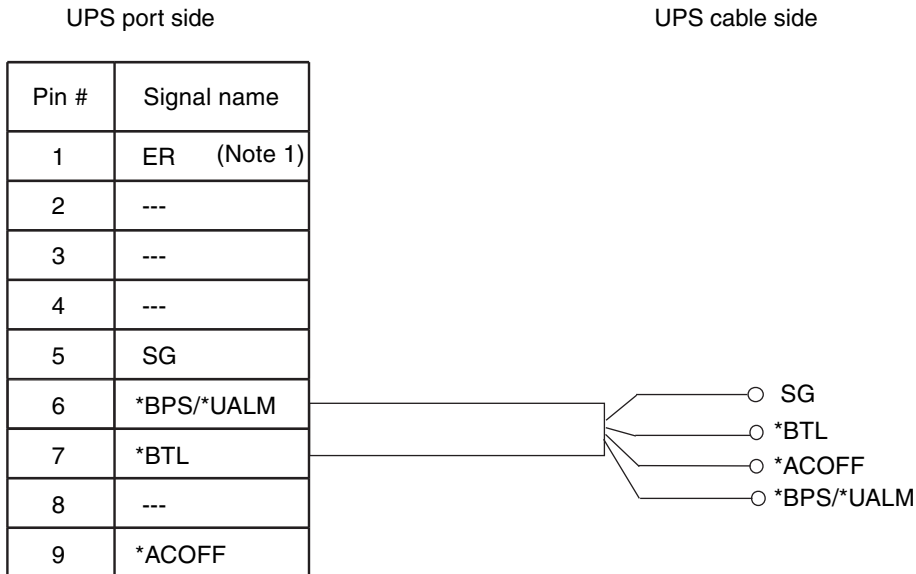 UPS port side
UPS cable side
Pin # Signal name
1 ER (Note 1)
2 ---
3 ---
4 ---
5 SG
6 *BPS/*UALM
7 *BTL
8 ---
9 *ACOFF
SG
*BTL
*ACOFF
*BPS/*UALM